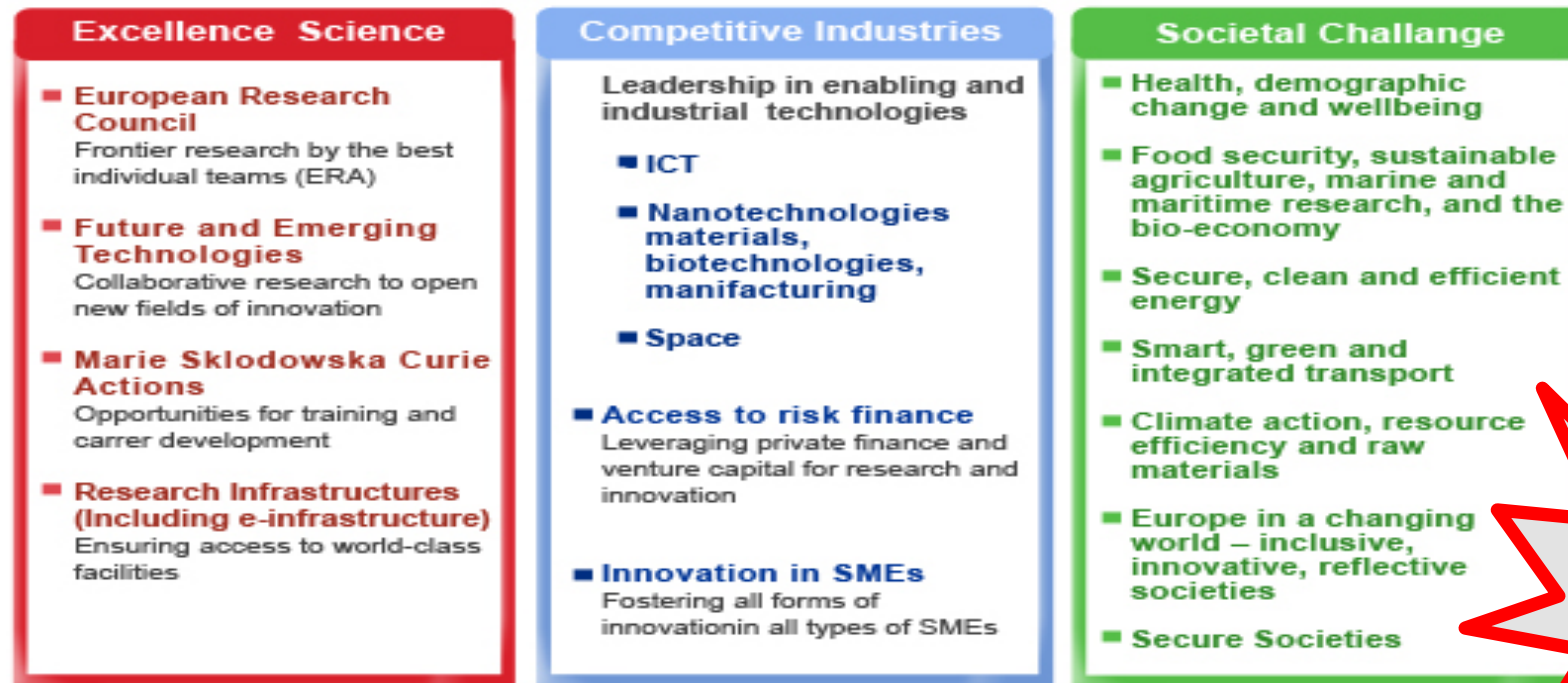 Excellence Science
European Research
Council
Frontier research by the best
individual teams (ERA)
Future and Emerging
Technologies
Collaborative research to open
new fields of innovation
Marie Sklodowska Curie
Actions
Opportunities for training and
carrer development
Research Infrastructures
(Including e-infrastructure)
Ensuring access to world-class
facilities
Competitive Industries
Leadership in enabling and
industrial technologies
ICT
Nanotechnologies
materials,
biotechnologies,
manifacturing
Space
Access to risk finance
Leveraging private finance and
venture capital for research and
innovation
Innovation in SMEs
Fostering all forms of
innovationin all types of SMEs
Societal Challange
Health, demographic
change and wellbeing
Food security, sustainable
agriculture, marine and
maritime research, and the
bio-economy
Secure, clean and efficient
energy
Smart, green and
integrated transport
Climate action, resource
efficiency and raw
materials
Europe in a changing
world – inclusive,
innovative, reflective
societies
Secure Societies